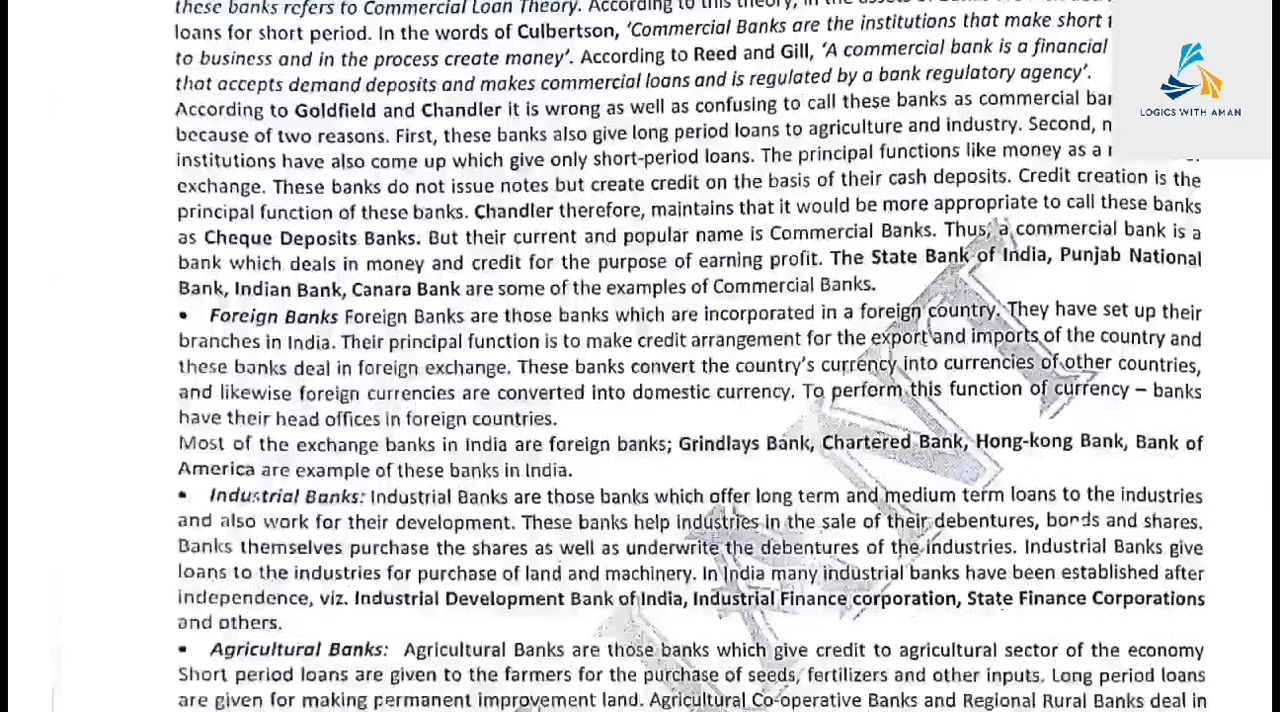 these banks refers to Commercial Loan Theory. According to this theory, in the assets of
loans for short period. In the words of Culbertson, 'Commercial Banks are the institutions that make short
to business and in the process create money'. According to Reed and Gill, 'A commercial bank is a financial
that accepts demand deposits and makes commercial loans and is regulated by a bank regulatory agency'.
LOGICS WITH AMAN
According to Goldfield and Chandler it is wrong as well as confusing to call these banks as commercial
because of two reasons. First, these banks also give long period loans to agriculture and industry. Second,
institutions have also come up which give only short-period loans. The principal functions like money as a
exchange. These banks do not issue notes but create credit on the basis of their cash deposits. Credit creation is the
principal function of these banks. Chandler therefore, maintains that it would be more appropriate to call these banks
as Cheque Deposits Banks. But their current and popular name is Commercial Banks. Thus, a commercial bank is a
bank which deals in money and credit for the purpose of earning profit. The State Bank of India, Punjab National
Bank, Indian Bank, Canara Bank are some of the examples of Commercial Banks.
• Foreign Banks Foreign Banks are those banks which are incorporated in a foreign country. They have set up their
branches in India. Their principal function is to make credit arrangement for the export and imports of the country and
these banks deal in foreign exchange. These banks convert the country's currency into currencies of other countries,
and likewise foreign currencies are converted into domestic currency. To perform this function of currency – banks
have their head offices in foreign countries.
Most of the exchange banks in India are foreign banks; Grindlays Bank, Chartered Bank, Hong-kong Bank, Bank of
America are example of these banks in India.
• Industrial Banks: Industrial Banks are those banks which offer long term and medium term loans to the industries
and also work for their development. These banks help industries in the sale of their debentures, bonds and shares.
Banks themselves purchase the shares as well as underwrite the debentures of the industries. Industrial Banks give
loans to the industries for purchase of land and machinery. In India many industrial banks have been established after
independence, viz. Industrial Development Bank of India, Industrial Finance corporation, State Finance Corporations
and others.
• Agricultural Banks: Agricultural Banks are those banks which give credit to agricultural sector of the economy
Short period loans are given to the farmers for the purchase of seeds, fertilizers and other inputs. Long period loans
are given for making permanent improvement land. Agricultural Co-operative Banks and Regional Rural Banks deal in